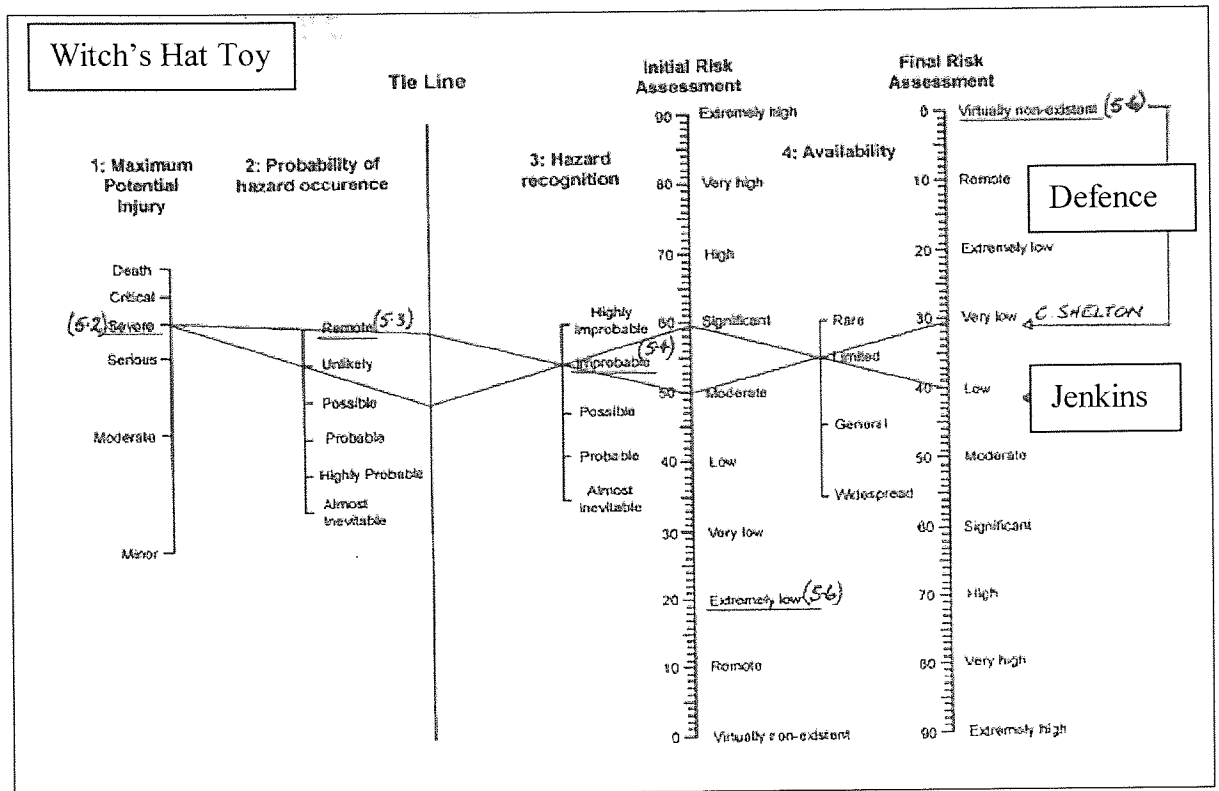 Witch's Hat Toy
Tie Line
Initial Risk
Assessment
Final Risk
Assessment
1: Maximum
Potential
Injury
2: Probability of
hazard occurence
3: Hazard
recognition
4: Availability
Death
Critical
(5.2) Severe
Serious
Moderate
Minor
Remote (5.3)
Unlikely
Possible
Probable
Highly Probable
Almost
Inevitable
Highly
Improbable
Improbable (5.4)
Possible
Probable
Almost
Inevitable
90 Extremely high
80 Very high
70 High
60 Significant
50 Moderate
40 Low
30 Very low
20 Extremely low (5.6)
10 Remote
0 Virtually non-existent
Rare
Limited
General
Widespread
0 Virtually non-existent (5.6)
10 Remote
20 Extremely low
30 Very low C. SHELTON
40 Low
50 Moderate
60 Significant
70 High
80 Very high
90 Extremely high
Defence
Jenkins